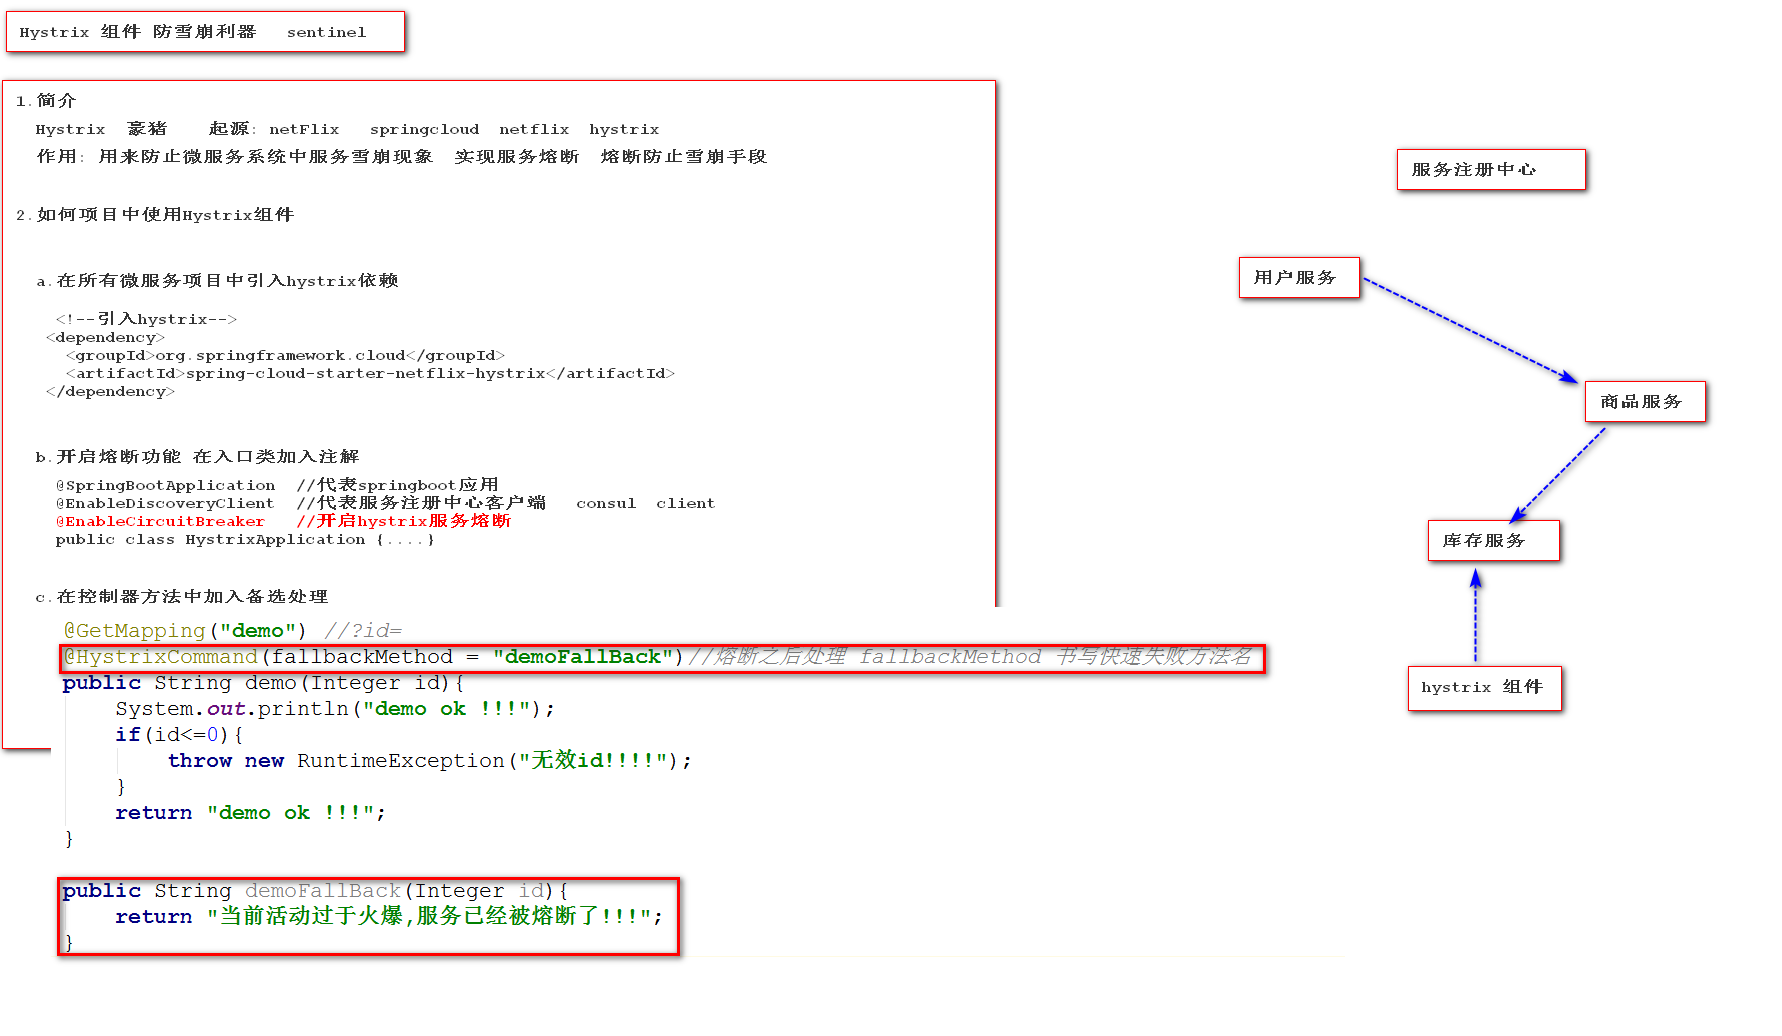 Hystrix 组件 防雪崩利器 sentinel
1.简介
Hystrix 豪猪 起源: netFlix springcloud netflix hystrix
作用: 用来防止微服务系统中服务雪崩现象 实现服务熔断 熔断防止雪崩手段
2.如何项目中使用Hystrix组件
a.在所有微服务项目中引入hystrix依赖
<!--引入hystrix-->
<dependency>
<groupId>org.springframework.cloud</groupId>
<artifactId>spring-cloud-starter-netflix-hystrix</artifactId>
</dependency>
b.开启熔断功能 在入口类加入注解
@SpringBootApplication //代表springboot应用
@EnableDiscoveryClient //代表服务注册中心客户端 consul client
@EnableCircuitBreaker //开启hystrix服务熔断
public class HystrixApplication {....}
c.在控制器方法中加入备选处理
@GetMapping("demo") //?id=
@HystrixCommand(fallbackMethod = "demoFallBack")//熔断之后处理 fallbackMethod 书写快速失败方法名
public String demo(Integer id){
System.out.println("demo ok !!!");
if(id<=0){
throw new RuntimeException("无效id!!!!");
}
return "demo ok !!!";
}
public String demoFallBack(Integer id){
return "当前活动过于火爆,服务已经被熔断了!!!";
}
服务注册中心
用户服务
商品服务
库存服务
hystrix 组件